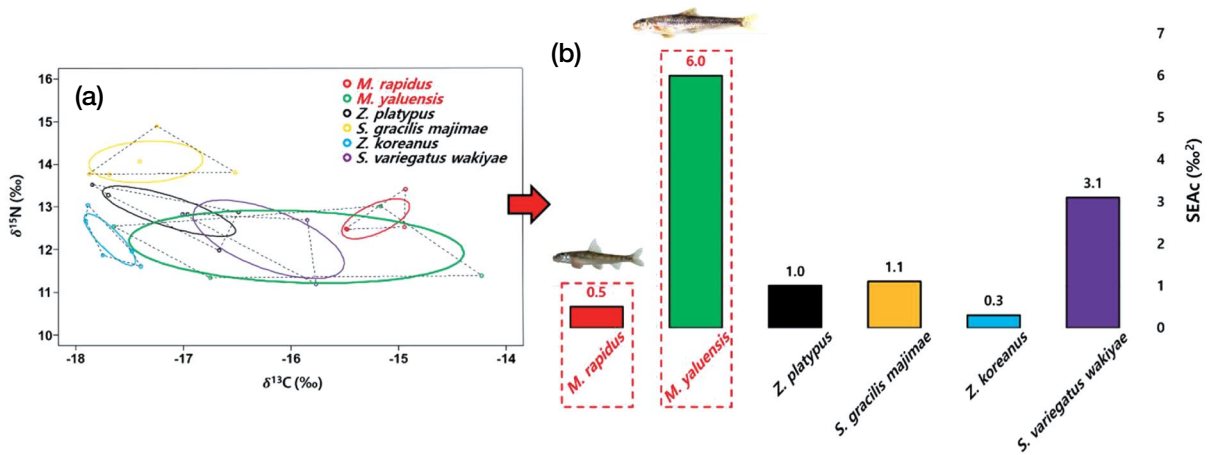 (a)
16
15
14
13
12
11
10
δ¹⁵N (‰)
-18
-17
-16
-15
-14
δ¹³C (‰)
M. rapidus
M. yaluensis
Z. platypus
S. gracilis majimae
Z. koreanus
S. variegatus wakiyae
(b)
0.5
6.0
1.0
1.1
0.3
3.1
M. rapidus
M. yaluensis
Z. platypus
S. gracilis majimae
Z. koreanus
S. variegatus wakiyae
7
6
5
4
3
2
1
0
SEAc (‰²)